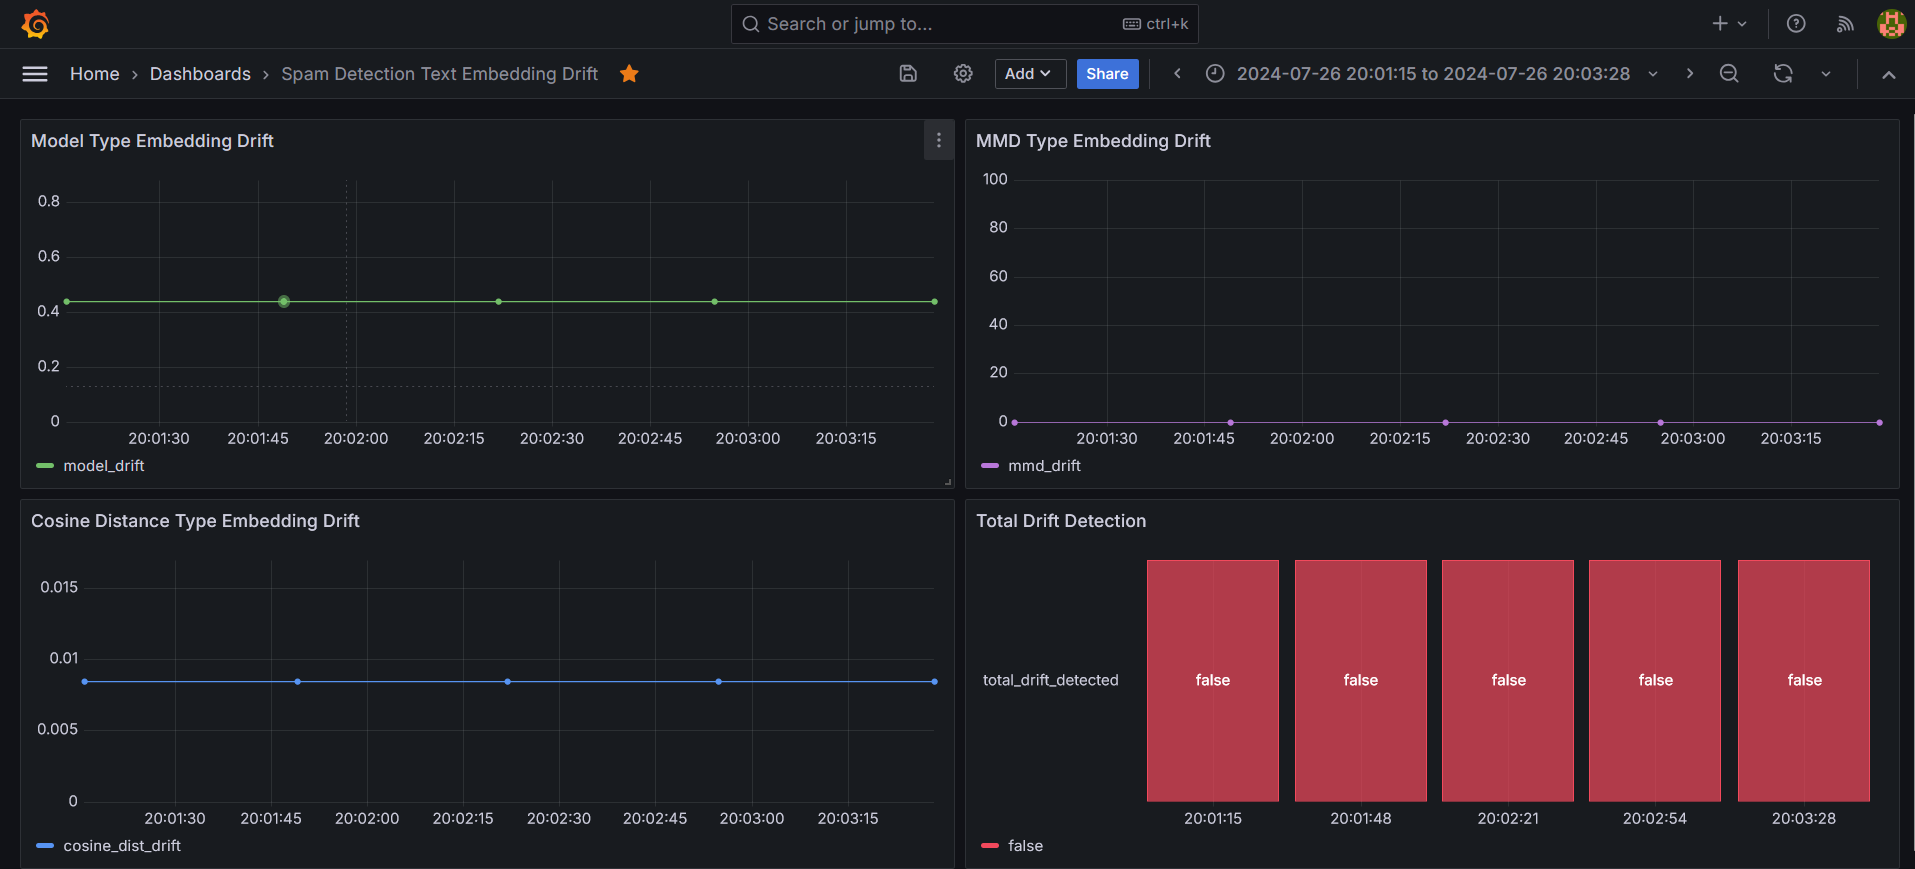 Search or jump to... ctrl+k
Home › Dashboards › Spam Detection Text Embedding Drift Add Share 2024-07-26 20:01:15 to 2024-07-26 20:03:28
Model Type Embedding Drift
0.8
0.6
0.4
0.2
0
20:01:30 20:01:45 20:02:00 20:02:15 20:02:30 20:02:45 20:03:00 20:03:15
model_drift
MMD Type Embedding Drift
100
80
60
40
20
0
20:01:30 20:01:45 20:02:00 20:02:15 20:02:30 20:02:45 20:03:00 20:03:15
mmd_drift
Cosine Distance Type Embedding Drift
0.015
0.01
0.005
0
20:01:30 20:01:45 20:02:00 20:02:15 20:02:30 20:02:45 20:03:00 20:03:15
cosine_dist_drift
Total Drift Detection
total_drift_detected false false false false false
20:01:15 20:01:48 20:02:21 20:02:54 20:03:28
false